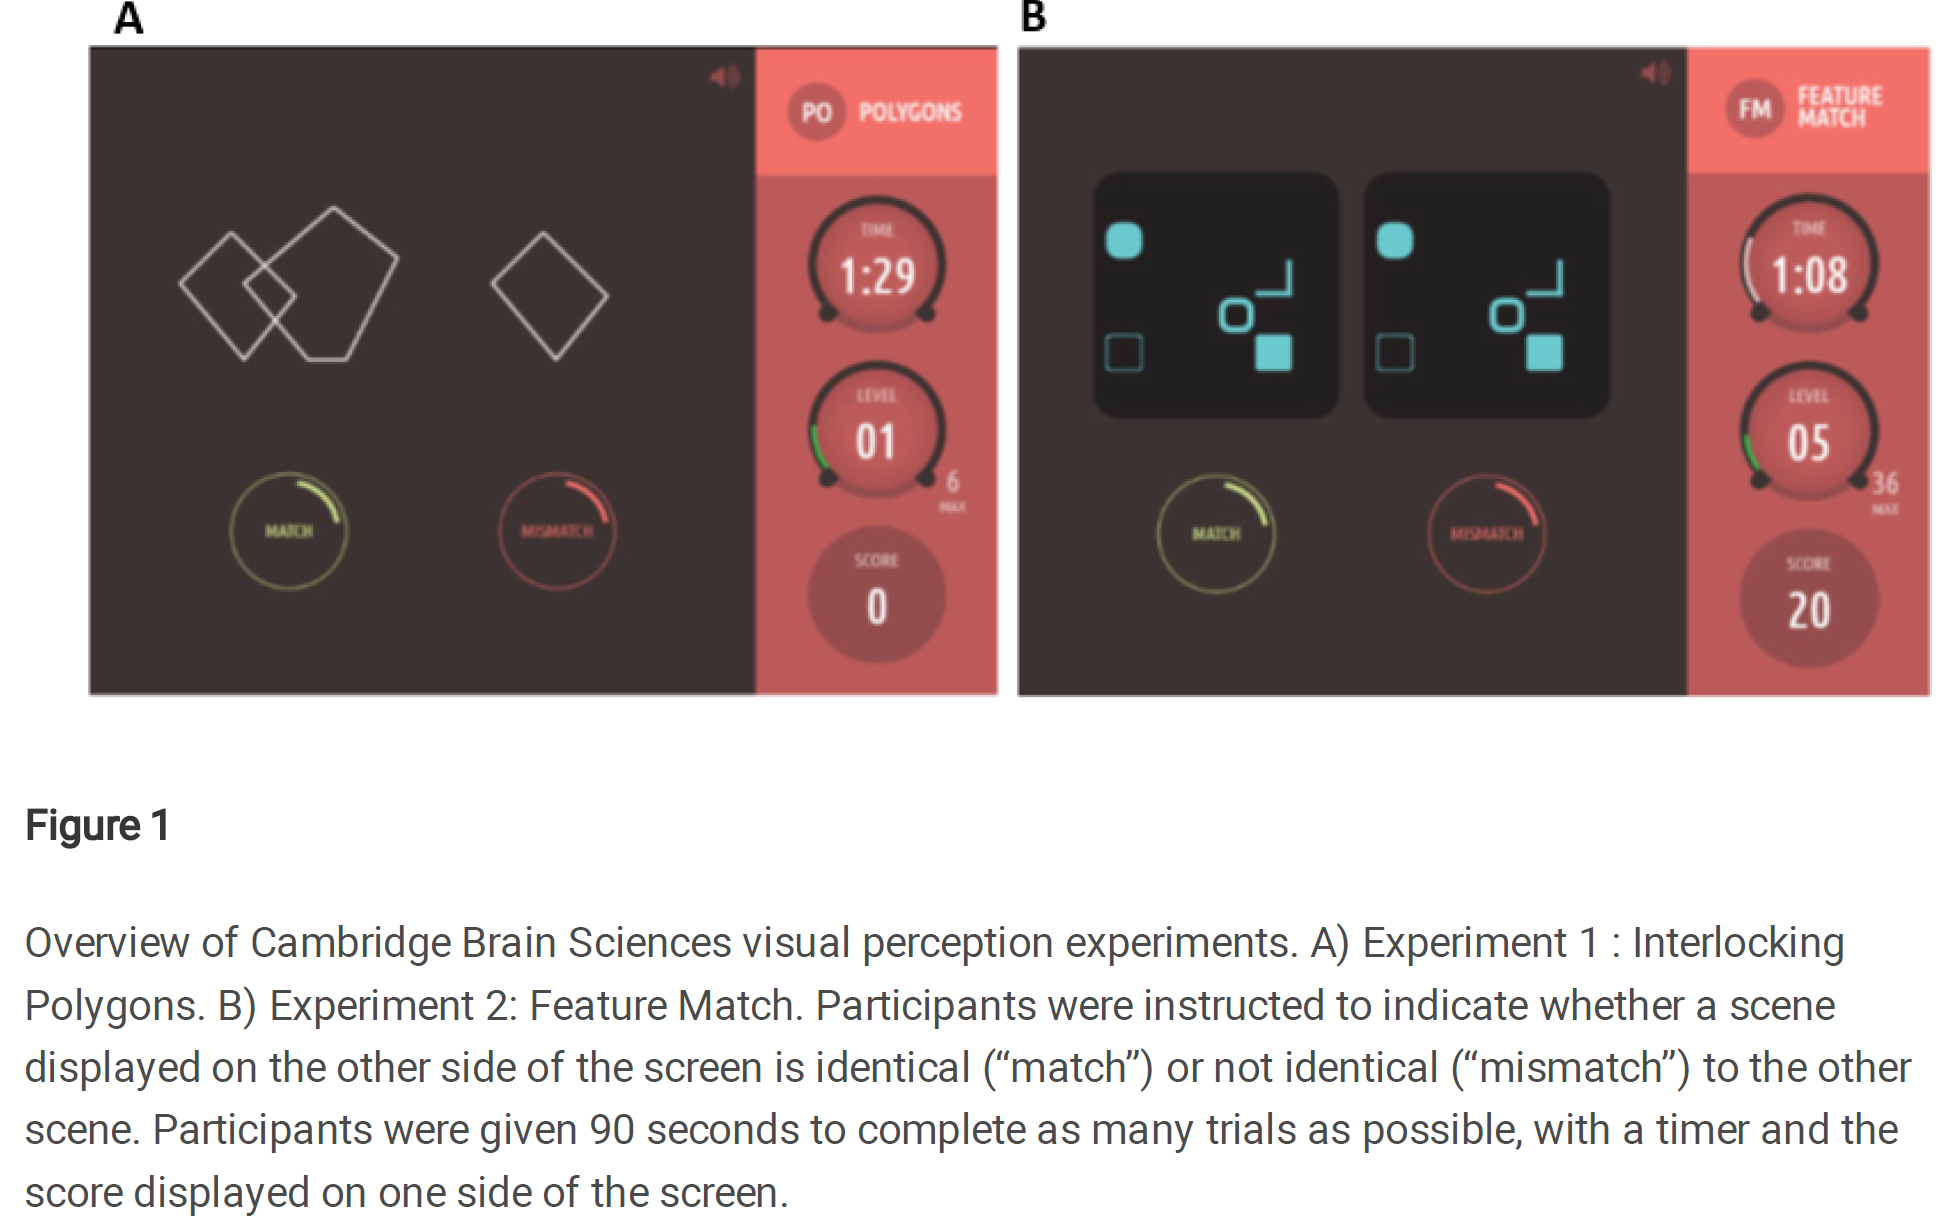 A
B
PO POLYGONS
TIME
1:29
LEVEL
01
6
MAX
SCORE
0
MATCH
MISMATCH
FM FEATURE
MATCH
TIME
1:08
LEVEL
05
36
MAX
SCORE
20
MATCH
MISMATCH
Figure 1
Overview of Cambridge Brain Sciences visual perception experiments. A) Experiment 1 : Interlocking
Polygons. B) Experiment 2: Feature Match. Participants were instructed to indicate whether a scene
displayed on the other side of the screen is identical (“match”) or not identical (“mismatch”) to the other
scene. Participants were given 90 seconds to complete as many trials as possible, with a timer and the
score displayed on one side of the screen.